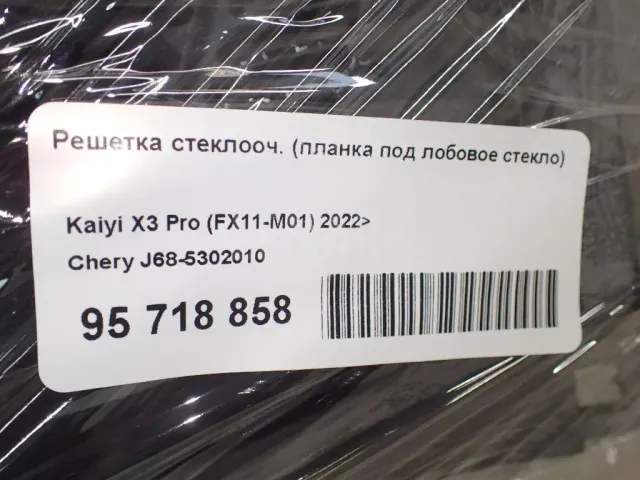 Решетка стеклооч. (планка под лобовое стекло)
Kaiyi X3 Pro (FX11-M01) 2022>
Chery J68-5302010
95 718 858